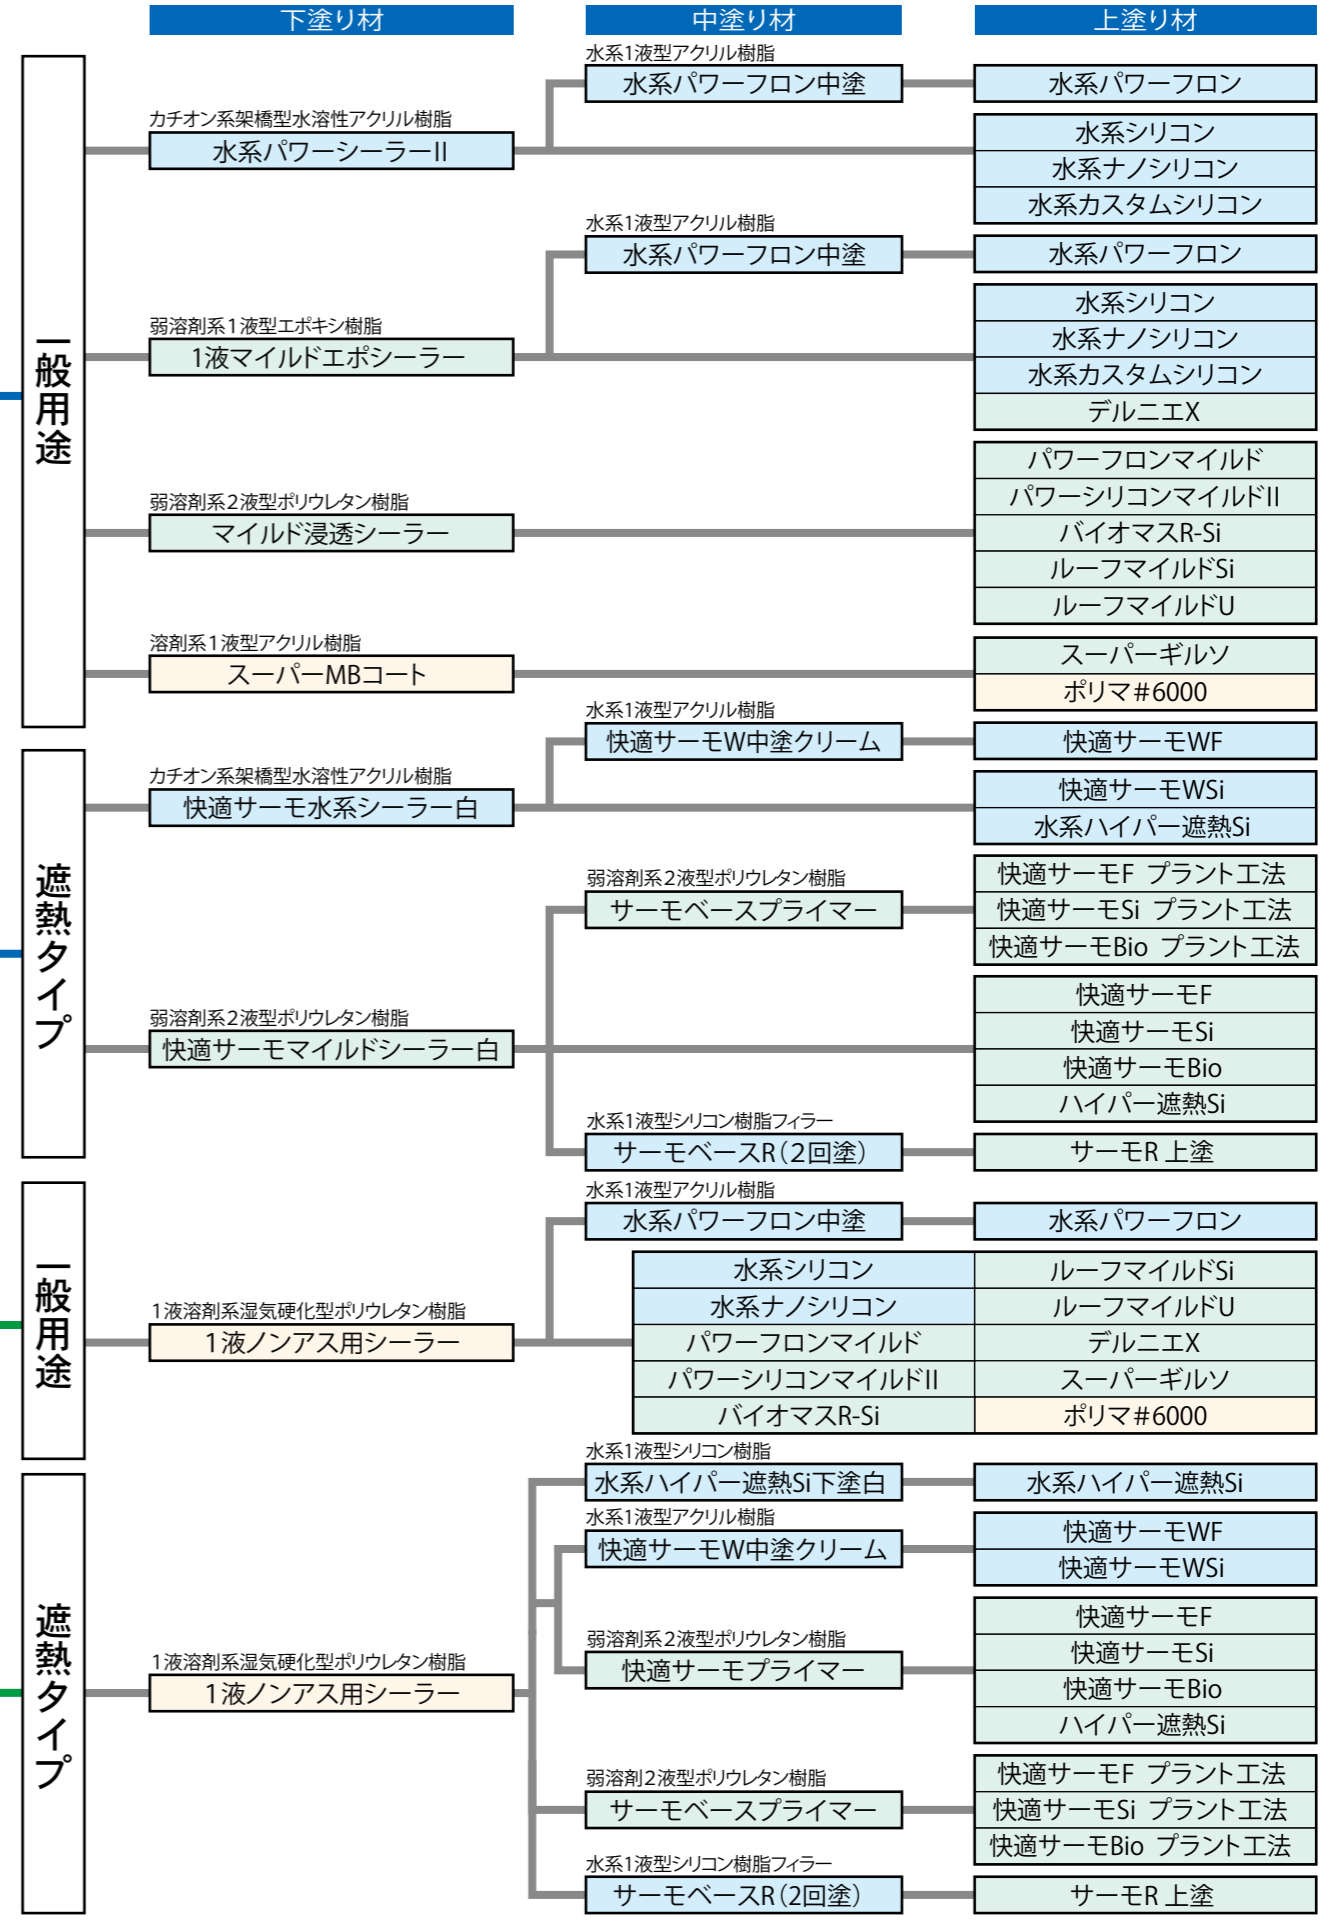 下塗り材
中塗り材
上塗り材
一般用途
カチオン系架橋型水溶性アクリル樹脂
水系パワーシーラーII
水系1液型アクリル樹脂
水系パワーフロン中塗
水系パワーフロン
水系シリコン
水系ナノシリコン
水系カスタムシリコン
弱溶剤系1液型エポキシ樹脂
1液マイルドエポシーラー
水系1液型アクリル樹脂
水系パワーフロン中塗
水系パワーフロン
水系シリコン
水系ナノシリコン
水系カスタムシリコン
デルニエX
弱溶剤系2液型ポリウレタン樹脂
マイルド浸透シーラー
パワーフロンマイルド
パワーシリコンマイルドII
バイオマスR-Si
ルーフマイルドSi
ルーフマイルドU
溶剤系1液型アクリル樹脂
スーパーMBコート
スーパーギルソ
ポリマ#6000
遮熱タイプ
カチオン系架橋型水溶性アクリル樹脂
快適サーモ水系シーラー白
水系1液型アクリル樹脂
快適サーモW中塗クリーム
快適サーモWF
快適サーモWSi
水系ハイパー遮熱Si
弱溶剤系2液型ポリウレタン樹脂
快適サーモマイルドシーラー白
弱溶剤系2液型ポリウレタン樹脂
サーモベースプライマー
快適サーモF プラント工法
快適サーモSi プラント工法
快適サーモBio プラント工法
快適サーモF
快適サーモSi
快適サーモBio
ハイパー遮熱Si
水系1液型シリコン樹脂フィラー
サーモベースR（2回塗）
サーモR 上塗
一般用途
1液溶剤系湿気硬化型ポリウレタン樹脂
1液ノンアス用シーラー
水系1液型アクリル樹脂
水系パワーフロン中塗
水系パワーフロン
水系シリコン
ルーフマイルドSi
水系ナノシリコン
ルーフマイルドU
パワーフロンマイルド
デルニエX
パワーシリコンマイルドII
スーパーギルソ
バイオマスR-Si
ポリマ#6000
遮熱タイプ
1液溶剤系湿気硬化型ポリウレタン樹脂
1液ノンアス用シーラー
水系1液型シリコン樹脂
水系ハイパー遮熱Si下塗白
水系ハイパー遮熱Si
水系1液型アクリル樹脂
快適サーモW中塗クリーム
快適サーモWF
快適サーモWSi
弱溶剤系2液型ポリウレタン樹脂
快適サーモプライマー
快適サーモF
快適サーモSi
快適サーモBio
ハイパー遮熱Si
弱溶剤2液型ポリウレタン樹脂
サーモベースプライマー
快適サーモF プラント工法
快適サーモSi プラント工法
快適サーモBio プラント工法
水系1液型シリコン樹脂フィラー
サーモベースR（2回塗）
サーモR 上塗